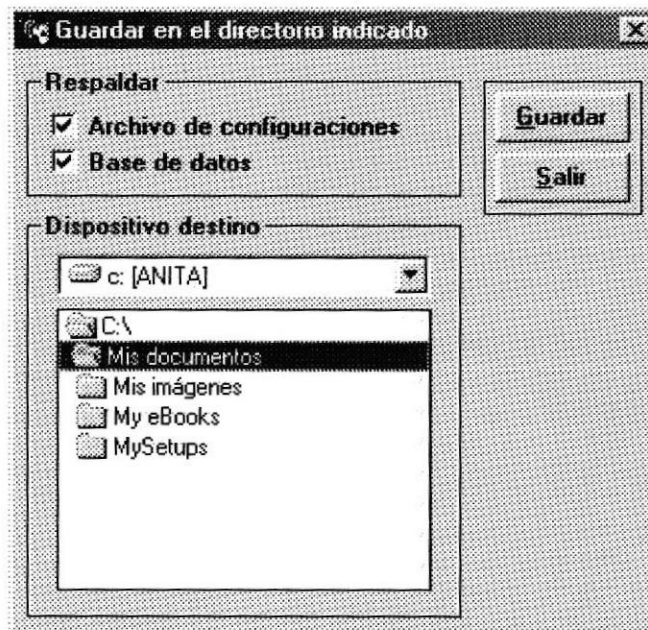 Guardar en el directorio indicado
Respaldar
Archivo de configuraciones
Base de datos
Guardar
Salir
Dispositivo destino
c: [ANITA]
C:\
Mis documentos
Mis imágenes
My eBooks
MySetups